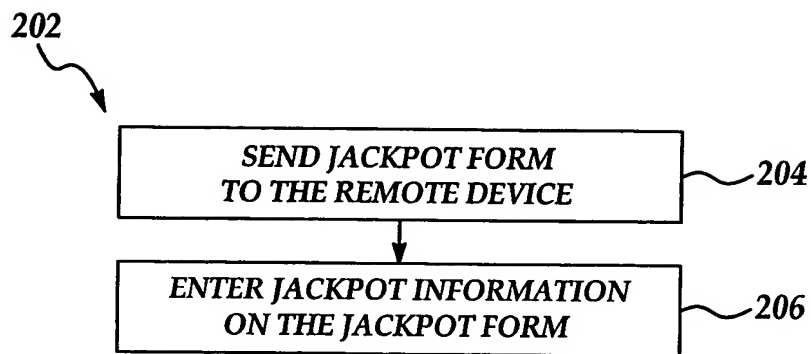 202
SEND JACKPOT FORM
TO THE REMOTE DEVICE
204
ENTER JACKPOT INFORMATION
ON THE JACKPOT FORM
206